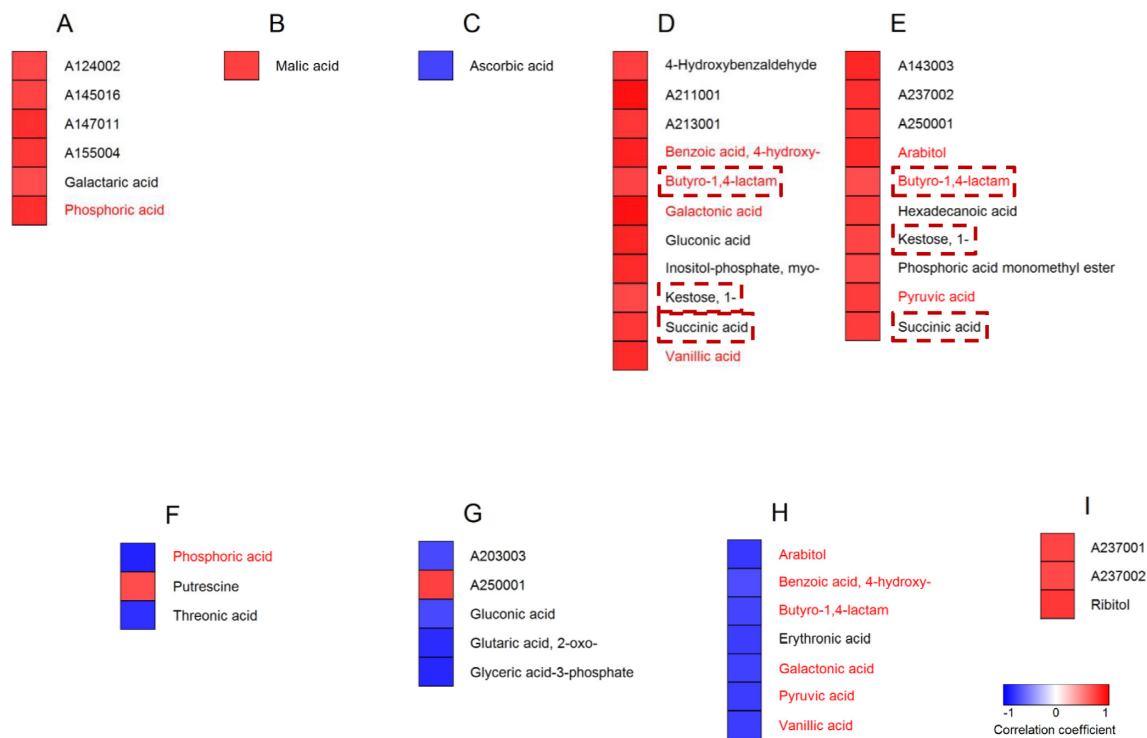 A
A124002
A145016
A147011
A155004
Galactaric acid
Phosphoric acid
B
Malic acid
C
Ascorbic acid
D
4-Hydroxybenzaldehyde
A211001
A213001
Benzoic acid, 4-hydroxy-
Butyro-1,4-lactam
Galactonic acid
Gluconic acid
Inositol-phosphate, myo-
Kestose, 1-
Succinic acid
Vanillic acid
E
A143003
A237002
A250001
Arabitol
Butyro-1,4-lactam
Hexadecanoic acid
Kestose, 1-
Phosphoric acid monomethyl ester
Pyruvic acid
Succinic acid
F
Phosphoric acid
Putrescine
Threonic acid
G
A203003
A250001
Gluconic acid
Glutaric acid, 2-oxo-
Glyceric acid-3-phosphate
H
Arabitol
Benzoic acid, 4-hydroxy-
Butyro-1,4-lactam
Erythronic acid
Galactonic acid
Pyruvic acid
Vanillic acid
I
A237001
A237002
Ribitol
-1 0 1
Correlation coefficient